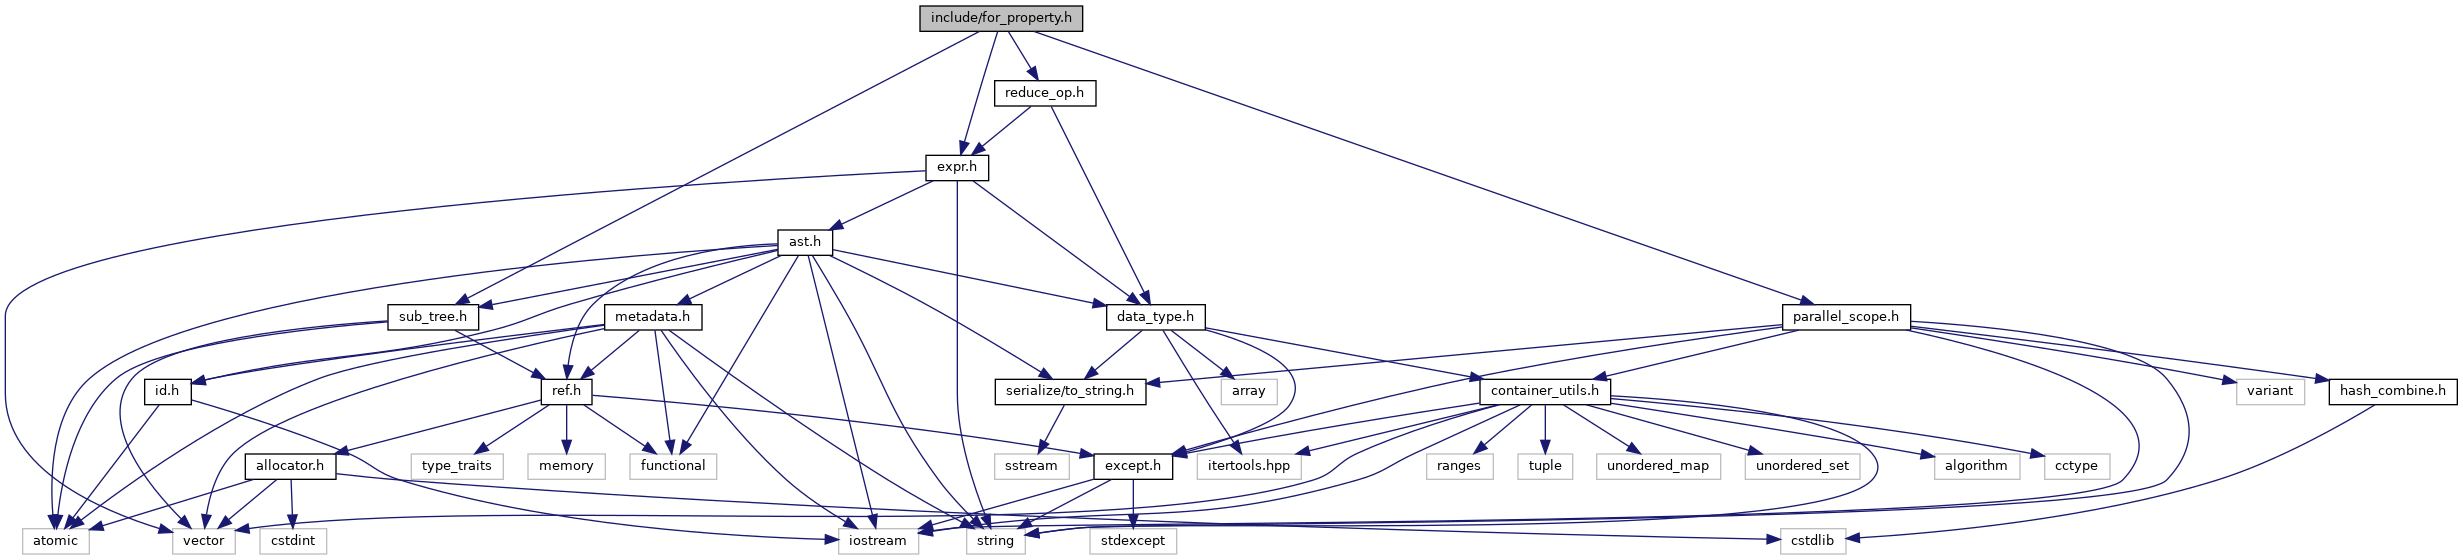 include/for_property.h
reduce_op.h
expr.h
ast.h
sub_tree.h
metadata.h
data_type.h
parallel_scope.h
id.h
ref.h
serialize/to_string.h
array
container_utils.h
variant
hash_combine.h
allocator.h
type_traits
memory
functional
sstream
except.h
itertools.hpp
ranges
tuple
unordered_map
unordered_set
algorithm
cctype
atomic
vector
cstdint
iostream
string
stdexcept
cstdlib